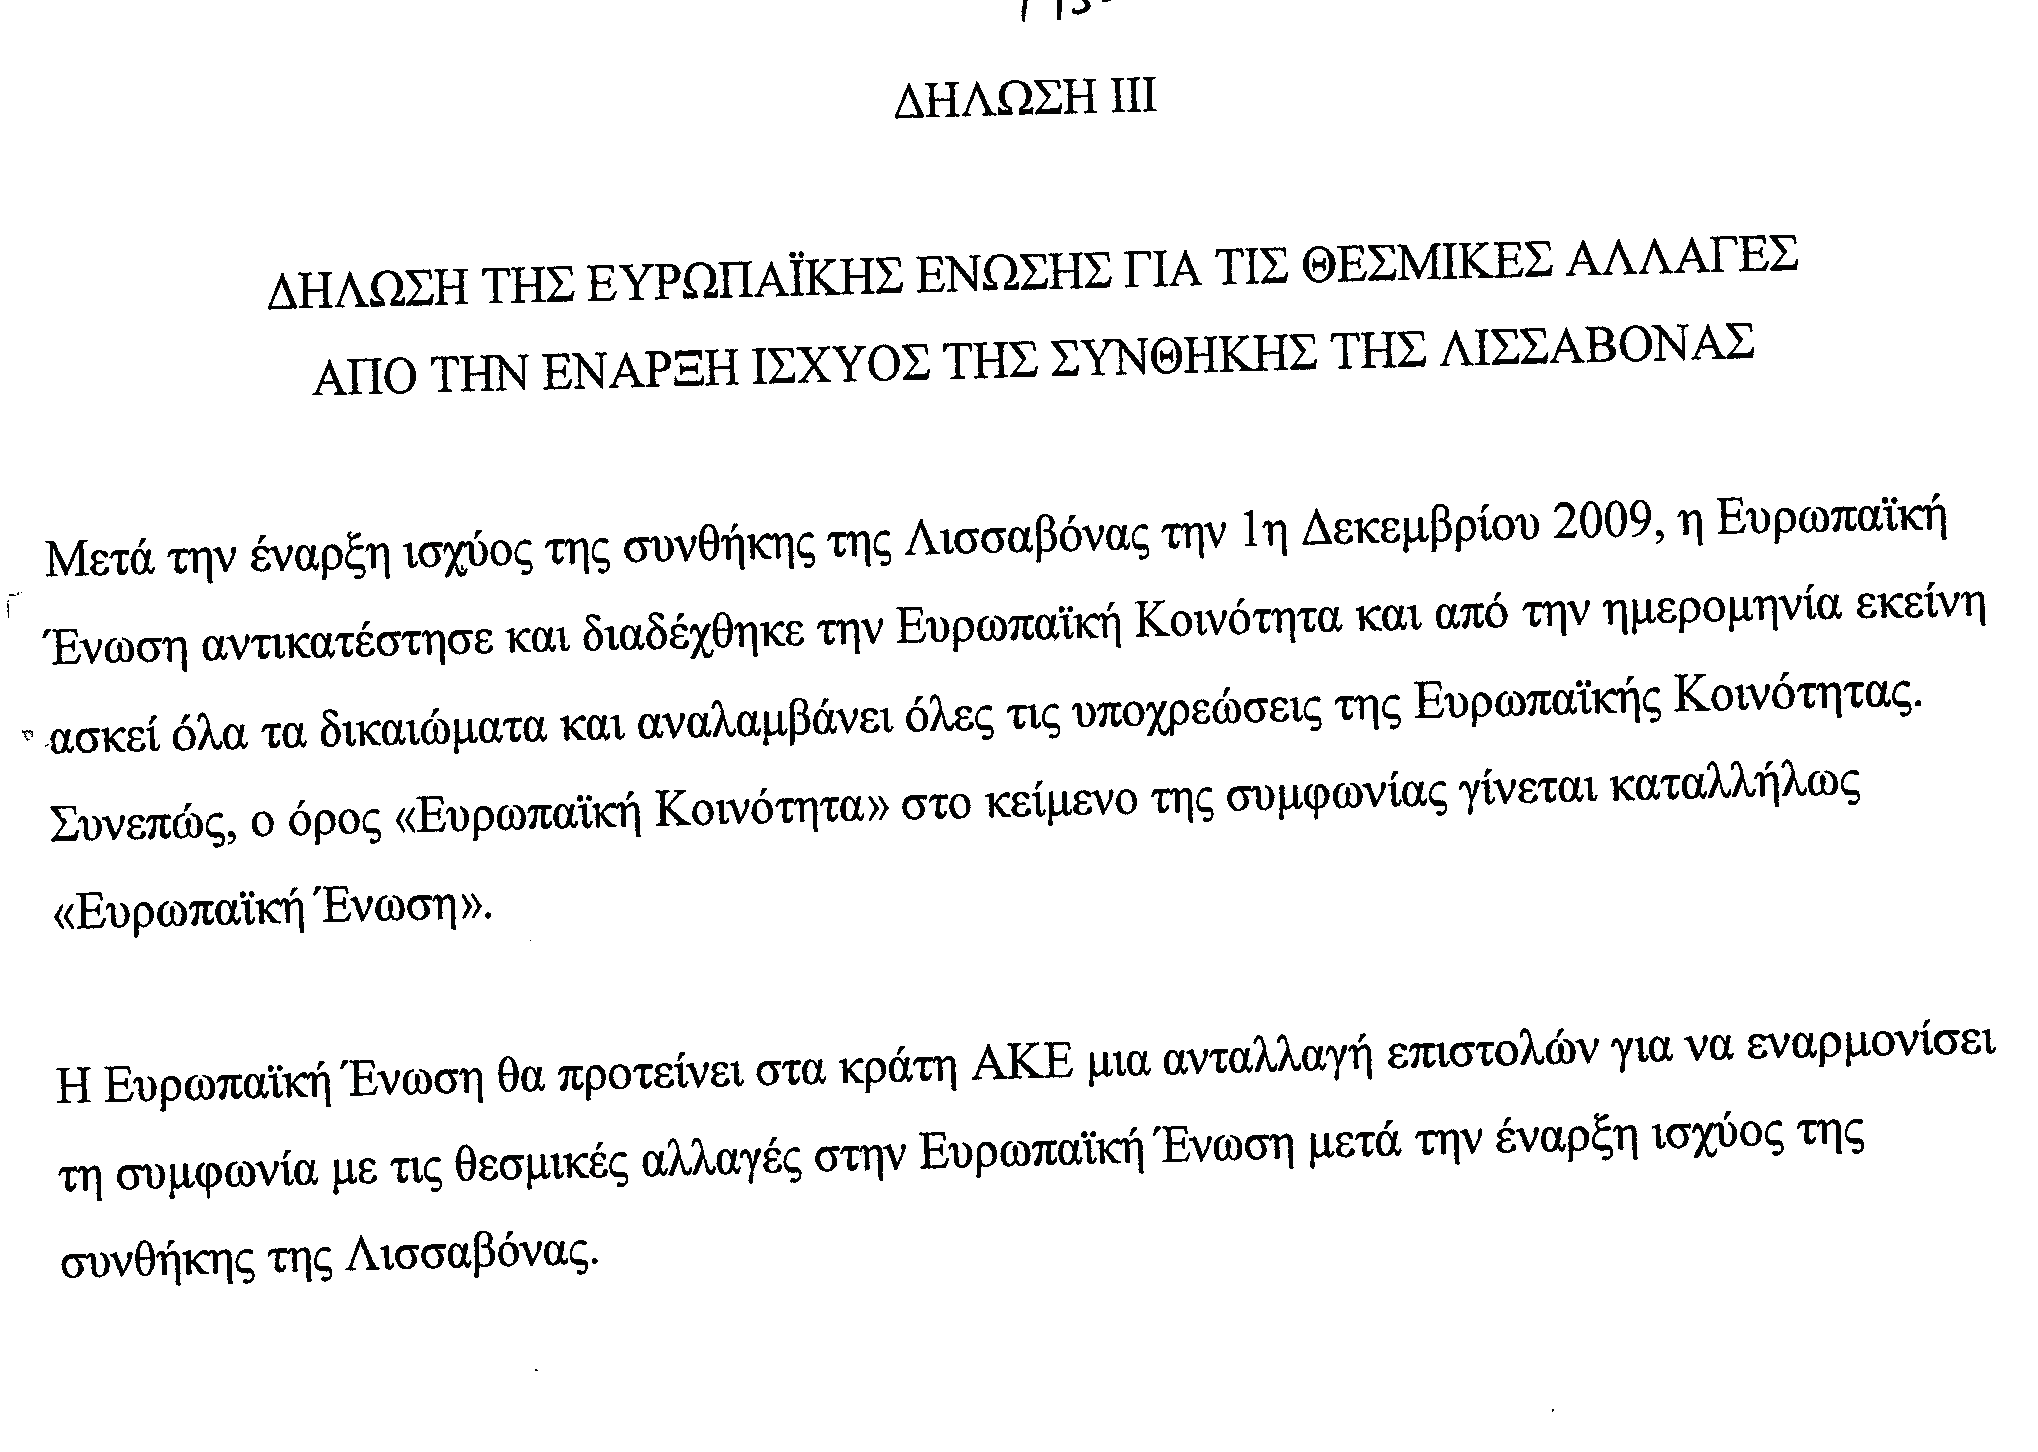 ΔΗΛΩΣΗ ΙΙΙ
ΔΗΛΩΣΗ ΤΗΣ ΕΥΡΩΠΑΪΚΗΣ ΕΝΩΣΗΣ ΓΙΑ ΤΙΣ ΘΕΣΜΙΚΕΣ ΑΛΛΑΓΕΣ
ΑΠΟ ΤΗΝ ΕΝΑΡΞΗ ΙΣΧΥΟΣ ΤΗΣ ΣΥΝΘΗΚΗΣ ΤΗΣ ΛΙΣΣΑΒΟΝΑΣ
Μετά την έναρξη ισχύος της συνθήκης της Λισσαβόνας την 1η Δεκεμβρίου 2009, η Ευρωπαϊκή
Ένωση αντικατέστησε και διαδέχθηκε την Ευρωπαϊκή Κοινότητα και από την ημερομηνία εκείνη
ασκεί όλα τα δικαιώματα και αναλαμβάνει όλες τις υποχρεώσεις της Ευρωπαϊκής Κοινότητας.
Συνεπώς, ο όρος «Ευρωπαϊκή Κοινότητα» στο κείμενο της συμφωνίας γίνεται καταλλήλως
«Ευρωπαϊκή Ένωση».
Η Ευρωπαϊκή Ένωση θα προτείνει στα κράτη ΑΚΕ μια ανταλλαγή επιστολών για να εναρμονίσει
τη συμφωνία με τις θεσμικές αλλαγές στην Ευρωπαϊκή Ένωση μετά την έναρξη ισχύος της
συνθήκης της Λισσαβόνας.